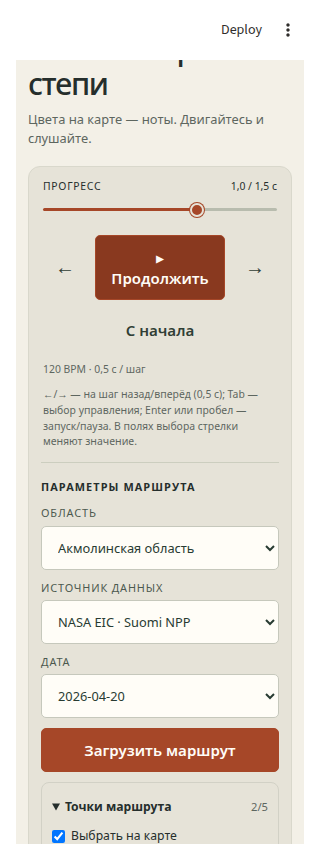 Deploy
степи
Цвета на карте — ноты. Двигайтесь и
слушайте.
ПРОГРЕСС 1,0 / 1,5 с
← ▶ →
Продолжить
С начала
120 BPM · 0,5 с / шаг
←/→ — на шаг назад/вперёд (0,5 с); Tab —
выбор управления; Enter или пробел —
запуск/пауза. В полях выбора стрелки
меняют значение.
ПАРАМЕТРЫ МАРШРУТА
ОБЛАСТЬ
Акмолинская область
ИСТОЧНИК ДАННЫХ
NASA EIC · Suomi NPP
ДАТА
2026-04-20
Загрузить маршрут
▼ Точки маршрута 2/5
Выбрать на карте